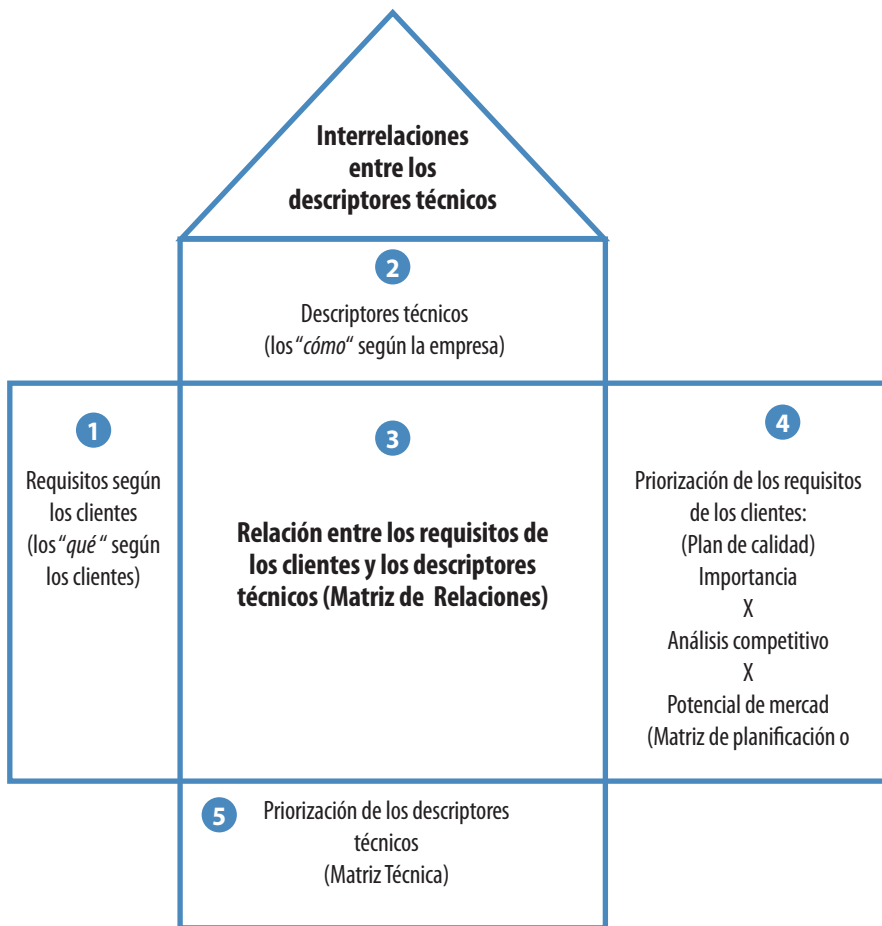 Interrelaciones
entre los
descriptores técnicos
2
Descriptores técnicos
(los “cómo“ según la empresa)
1
Requisitos según
los clientes
(los “qué “ según
los clientes)
3
Relación entre los requisitos de
los clientes y los descriptores
técnicos (Matriz de Relaciones)
4
Priorización de los requisitos
de los clientes:
(Plan de calidad)
Importancia
X
Análisis competitivo
X
Potencial de mercad
(Matriz de planificación o
5
Priorización de los descriptores
técnicos
(Matriz Técnica)